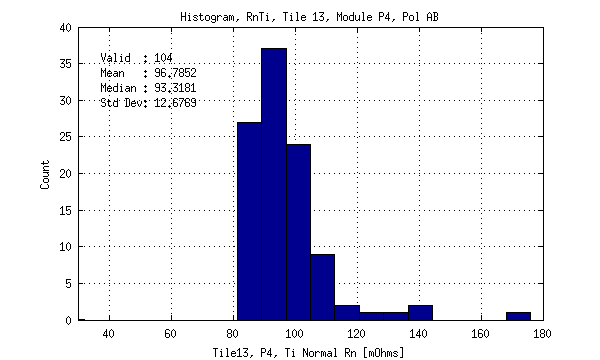 Histogram, RnTi, Tile 13, Module P4, Pol AB
40
35
30
25
20
15
10
5
0
Count
Valid : 104
Mean : 96.7852
Median : 93.3181
Std Dev: 12.6769
40 60 80 100 120 140 160 180
Tile13, P4, Ti Normal Rn [mOhms]